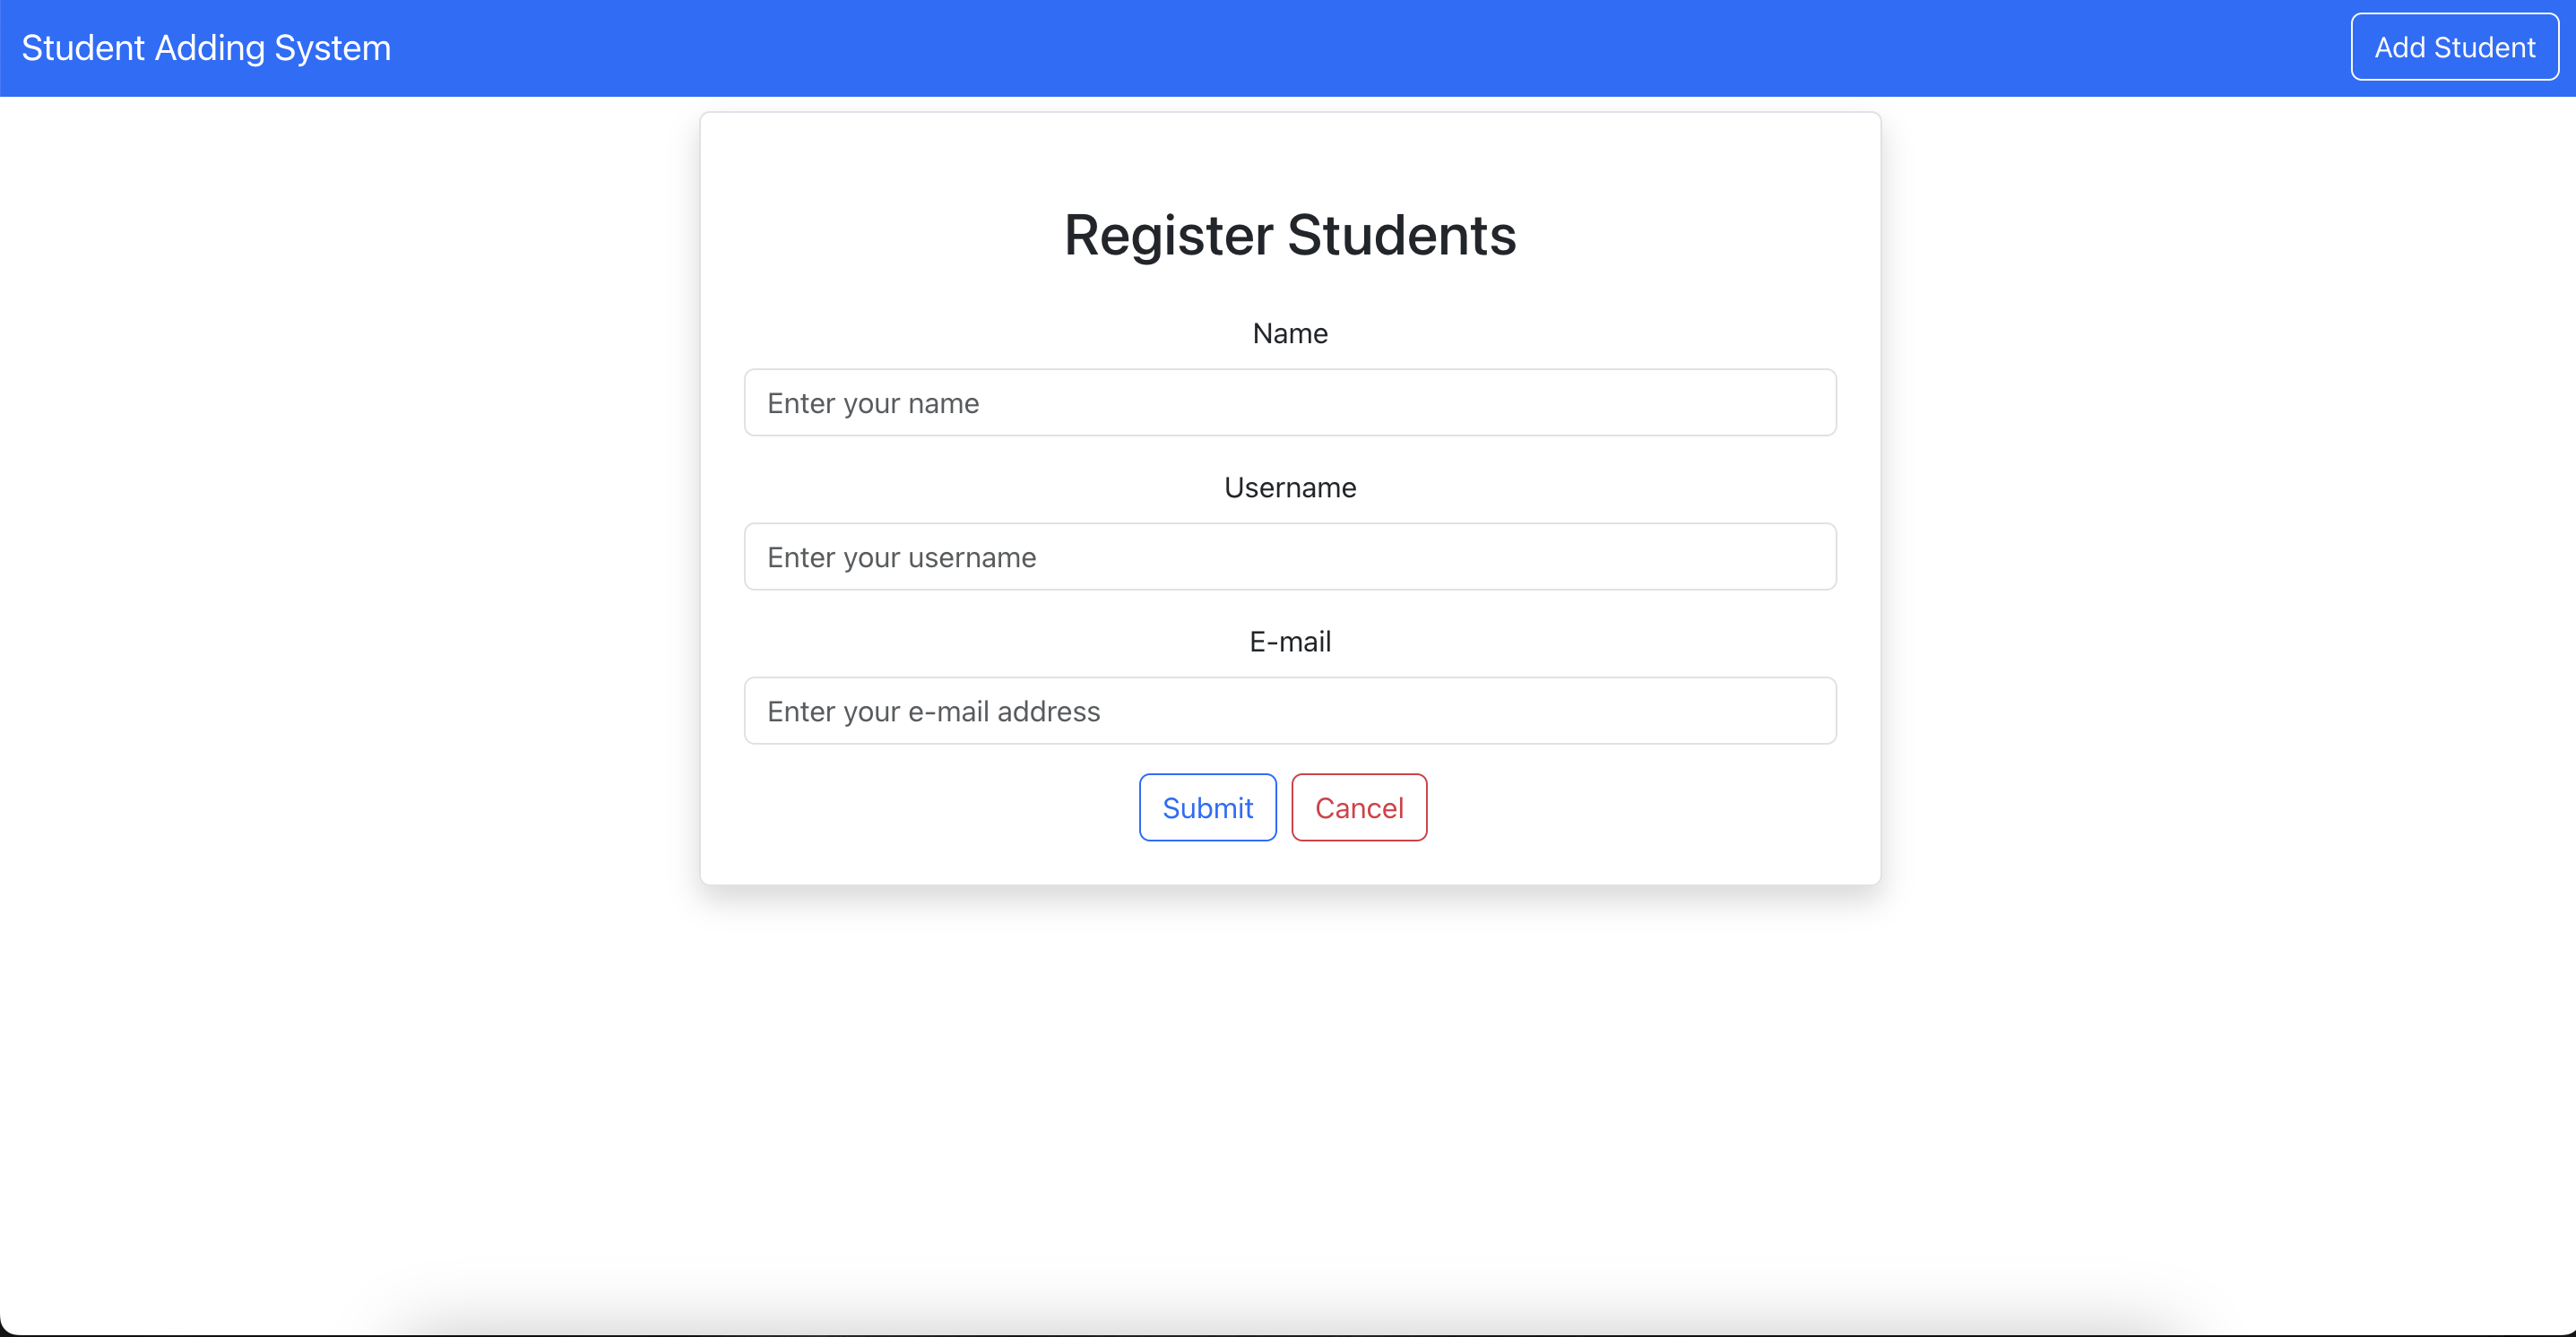 Student Adding System
Add Student
Register Students
Name
Enter your name
Username
Enter your username
E-mail
Enter your e-mail address
Submit
Cancel